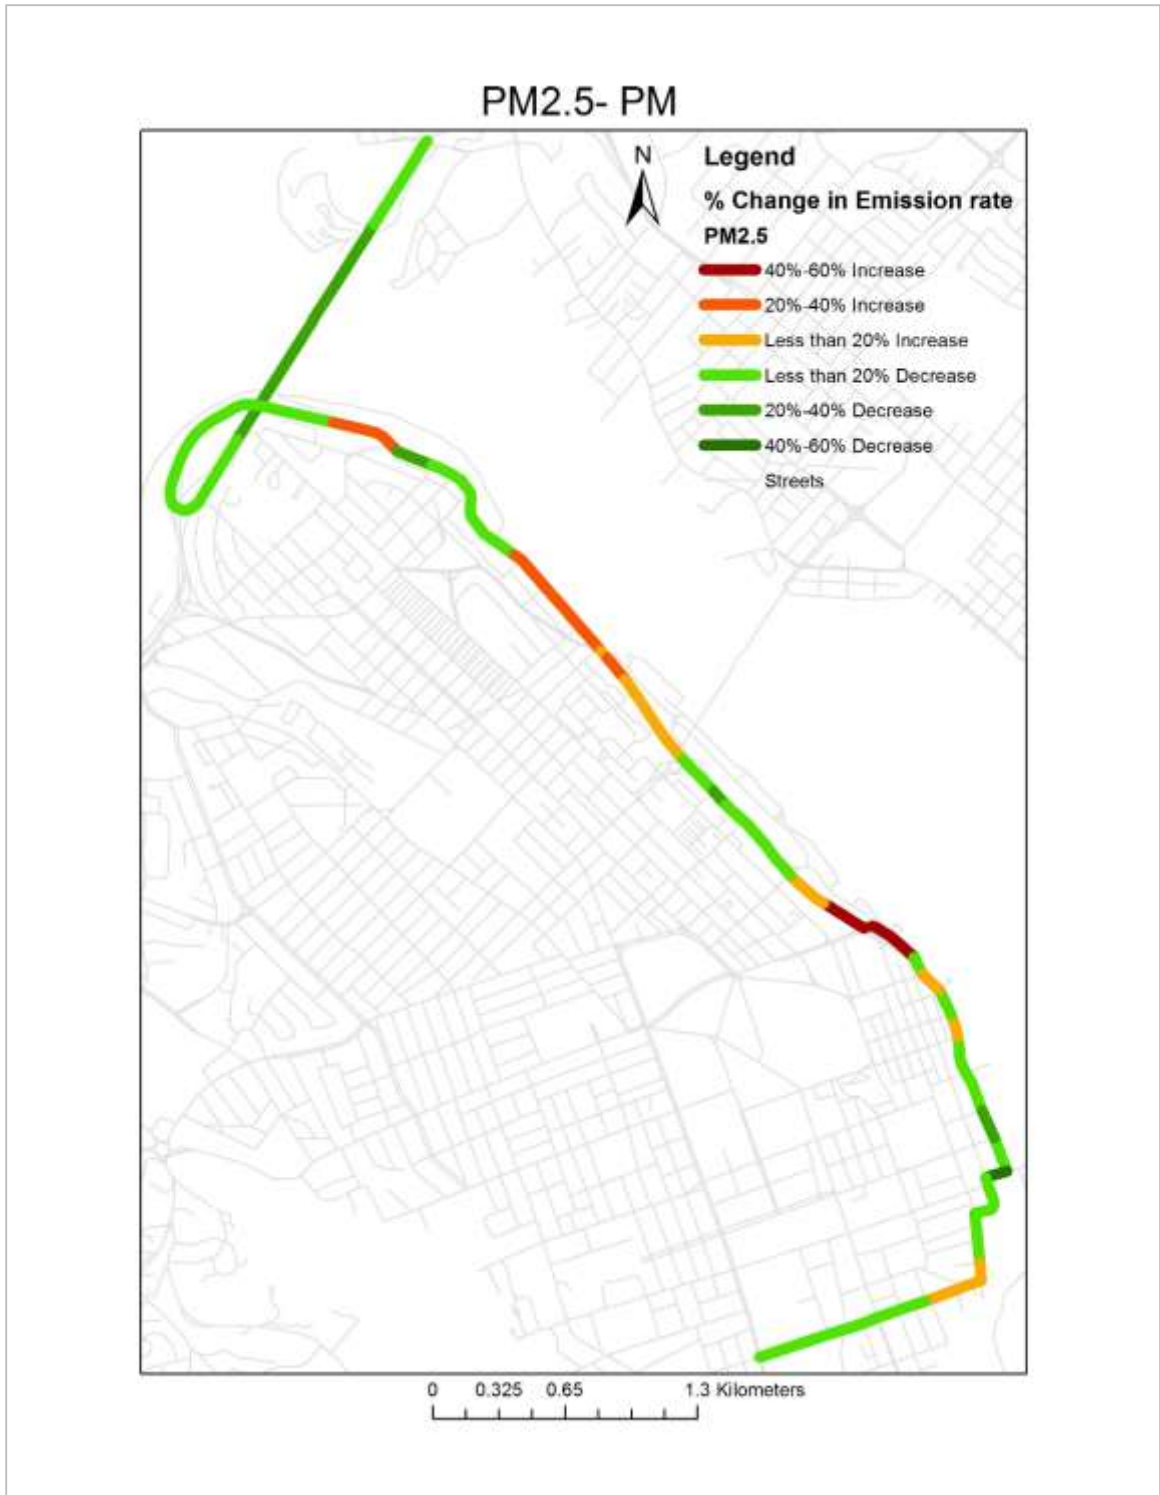 PM2.5- PM
N
Legend
% Change in Emission rate
PM2.5
40%-60% Increase
20%-40% Increase
Less than 20% Increase
Less than 20% Decrease
20%-40% Decrease
40%-60% Decrease
Streets
0 0.325 0.65 1.3 Kilometers